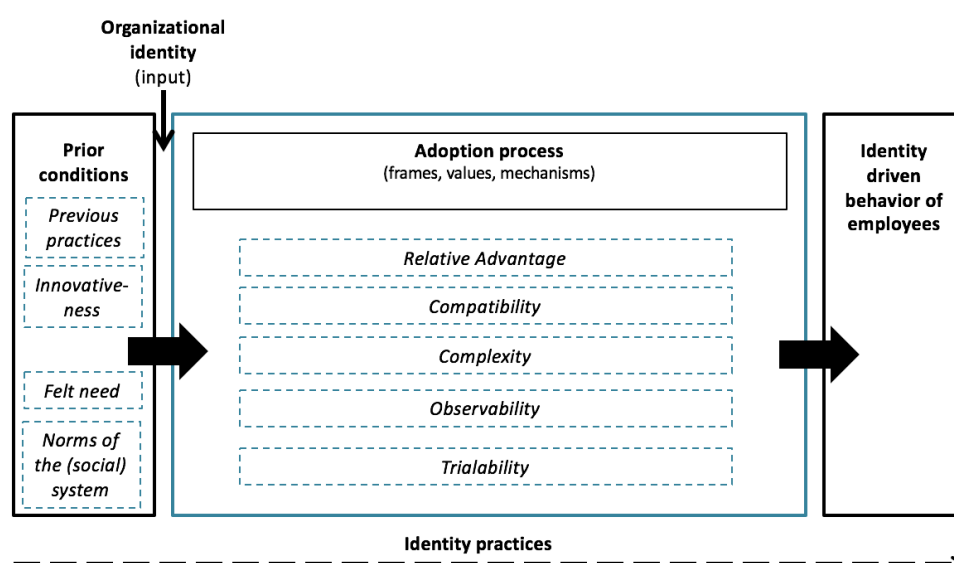 Organizational
identity
(input)
Prior
conditions
Previous
practices
Innovative-
ness
Felt need
Norms of
the (social)
system
Adoption process
(frames, values, mechanisms)
Relative Advantage
Compatibility
Complexity
Observability
Trialability
Identity
driven
behavior of
employees
Identity practices